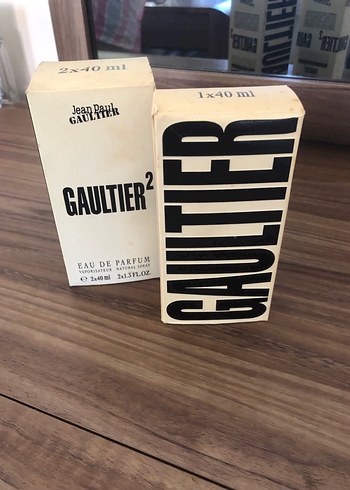 2x40 ml
Jean Paul
GAULTIER
GAULTIER²
EAU DE PARFUM
VAPORISATEUR NATURAL SPRAY
℮ 2x40 ml 2x1.3 FL.OZ.
1x40 ml
GAULTIER
GAULTIER